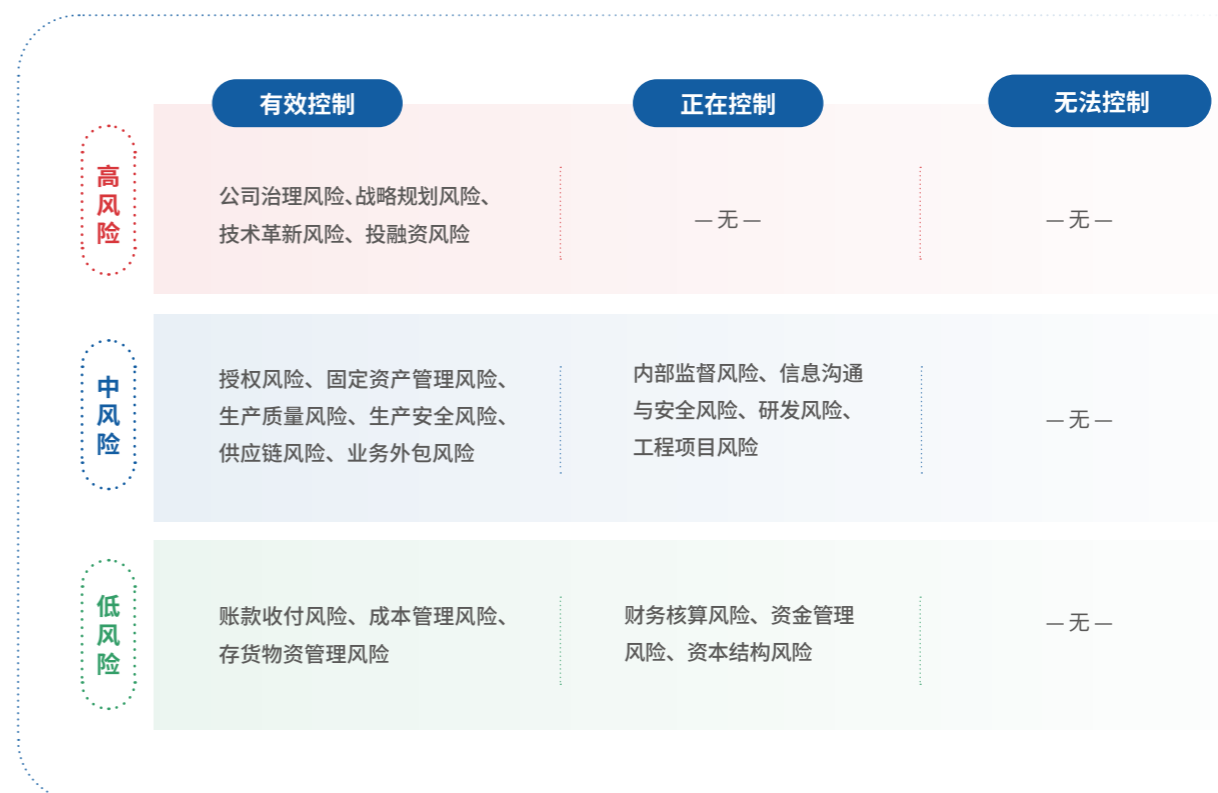 有效控制
正在控制
无法控制
高风险
公司治理风险、战略规划风险、
技术革新风险、投融资风险
— 无 —
— 无 —
中风险
授权风险、固定资产管理风险、
生产质量风险、生产安全风险、
供应链风险、业务外包风险
内部监督风险、信息沟通
与安全风险、研发风险、
工程项目风险
— 无 —
低风险
账款收付风险、成本管理风险、
存货物资管理风险
财务核算风险、资金管理
风险、资本结构风险
— 无 —